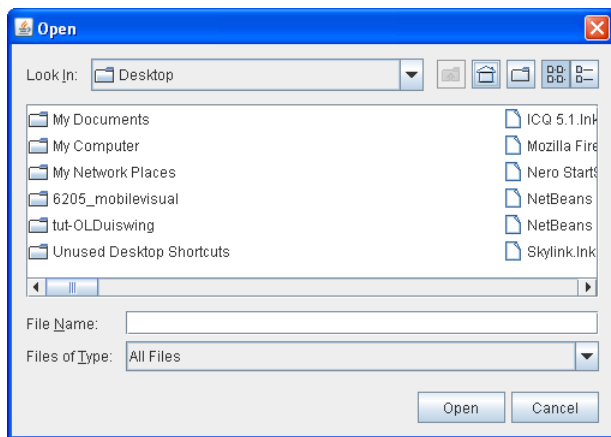 Open
Look In: Desktop
My Documents
My Computer
My Network Places
6205_mobilevisual
tut-OLDuiswing
Unused Desktop Shortcuts
ICQ 5.1.lnk
Mozilla Fire
Nero StartS
NetBeans
NetBeans
Skylink.lnk
File Name:
Files of Type: All Files
Open Cancel